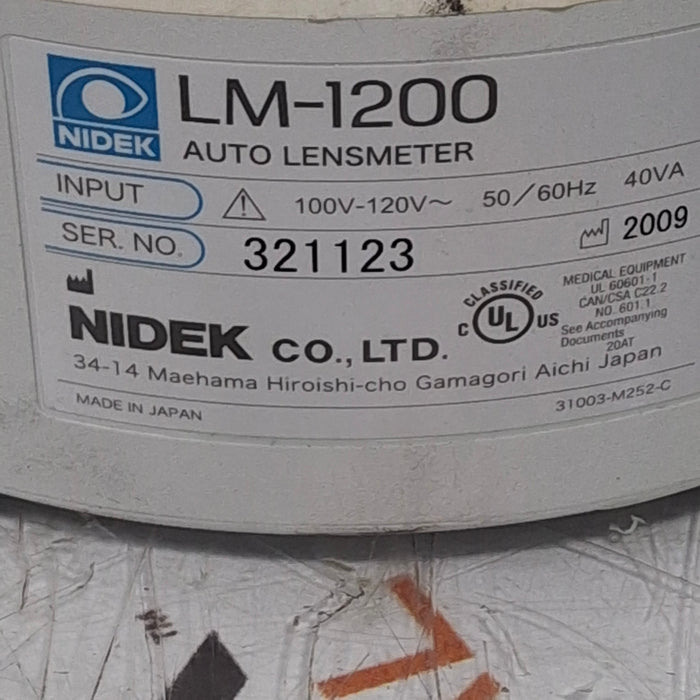 NIDEK
LM-1200
AUTO LENSMETER
INPUT 100V-120V～ 50/60Hz 40VA
SER. NO. 321123 2009
NIDEK CO., LTD.
CLASSIFIED
C UL US
MEDICAL EQUIPMENT
UL 60601-1
CAN/CSA C22.2
NO. 601.1
See Accompanying
Documents
20AT
34-14 Maehama Hiroishi-cho Gamagori Aichi Japan
MADE IN JAPAN
31003-M252-C